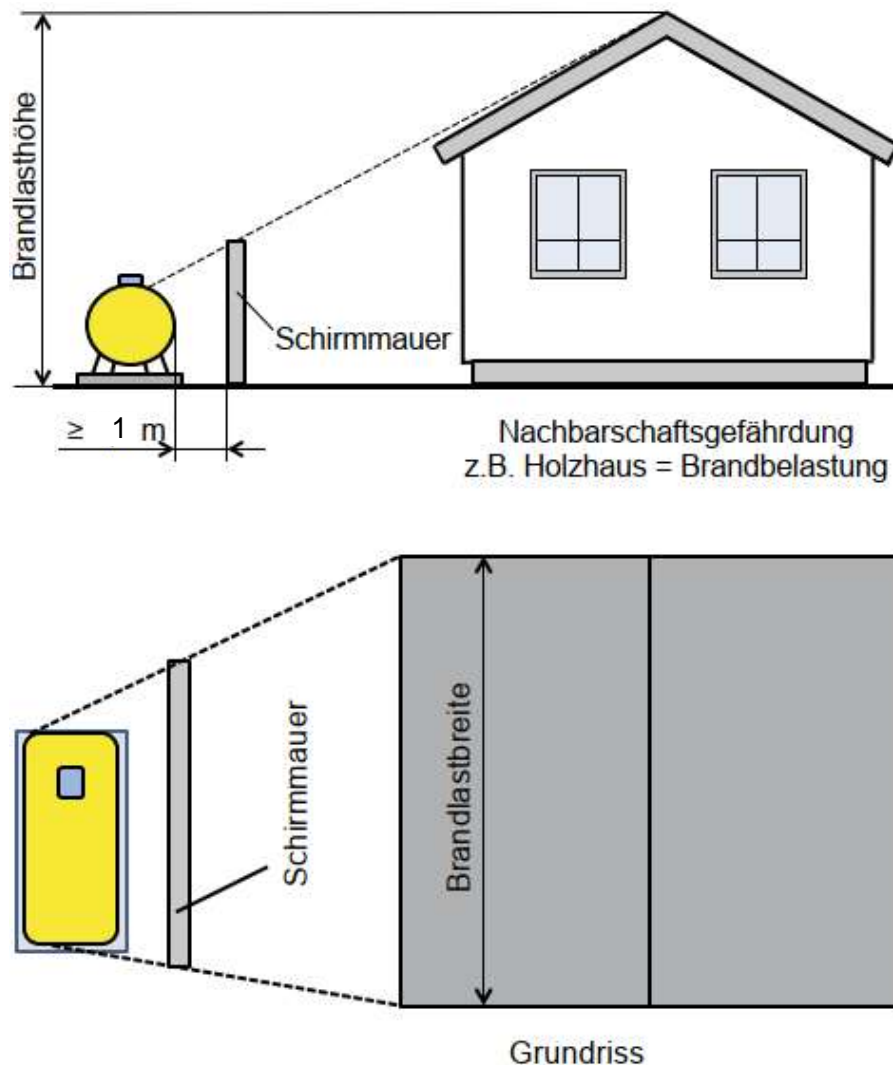 Brandlasthöhe
Schirmmauer
≥ 1 m
Nachbarschaftsgefährdung
z.B. Holzhaus = Brandbelastung
Schirmmauer
Brandlastbreite
Grundriss